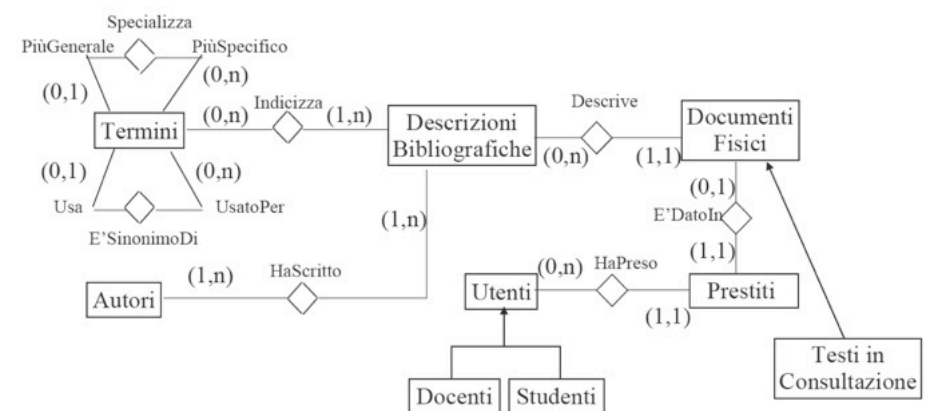 Specializza
PiùGenerale
PiùSpecifico
(0,1)
(0,n)
Termini
(0,n)
Indicizza
(1,n)
Descrizioni
Bibliografiche
(0,n)
Descrive
(1,1)
Documenti
Fisici
(0,1)
(0,n)
Usa
UsatoPer
E'SinonimoDi
(1,n)
(0,1)
E'DatoIn
(1,1)
Autori
(1,n)
HaScritto
Utenti
(0,n)
HaPreso
(1,1)
Prestiti
Docenti
Studenti
Testi in
Consultazione